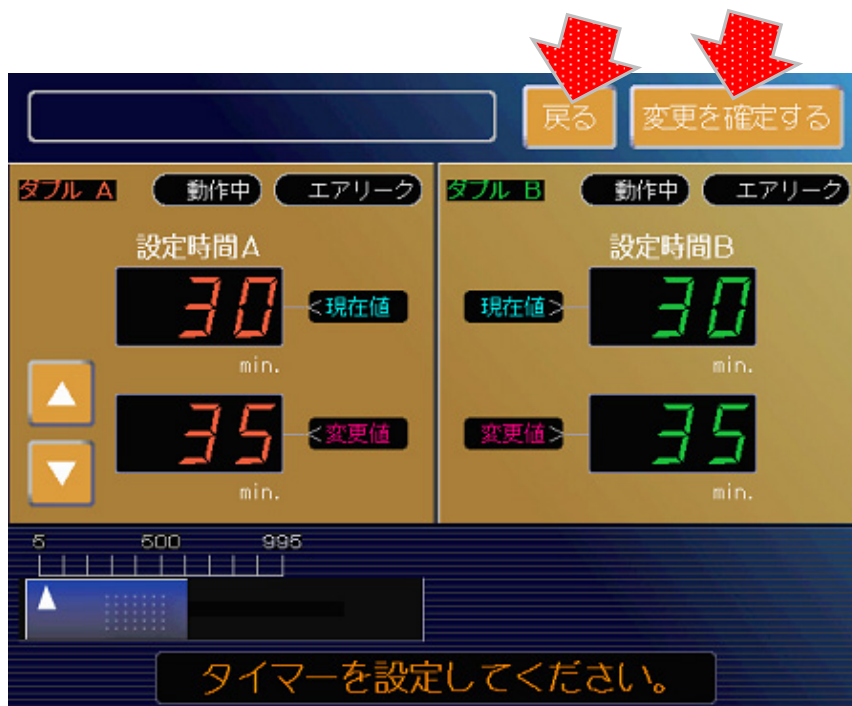 戻る 変更を確定する
ダブル A 動作中 エアリーク ダブル B 動作中 エアリーク
設定時間A 設定時間B
30 <現在値 現在値> 30
min. min.
▲
35 <変更値 変更値> 35
▼
min. min.
5 500 995
▲
タイマーを設定してください。